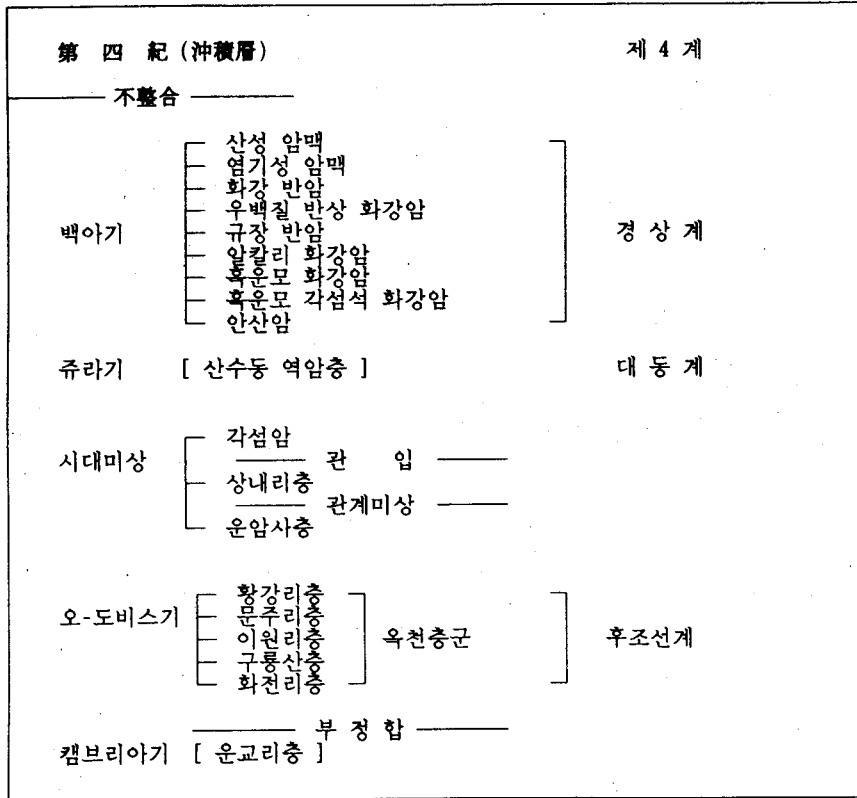 第 四 紀 (沖積層) 제 4 계
不整合
산성 암맥
염기성 암맥
화강 반암
우백질 반상 화강암
백아기 규장 반암 경 상 계
알칼리 화강암
흑운모 화강암
흑운모 각섬석 화강암
안산암
쥬라기 [ 산수동 역암층 ] 대 동 계
각섬암
시대미상 관 입
상내리층
관계미상
운암사층
황강리층
오-도비스기 문주리층
이원리층 옥천층군 후조선계
구룡산층
화전리층
부 정 합
캠브리아기 [ 운교리층 ]